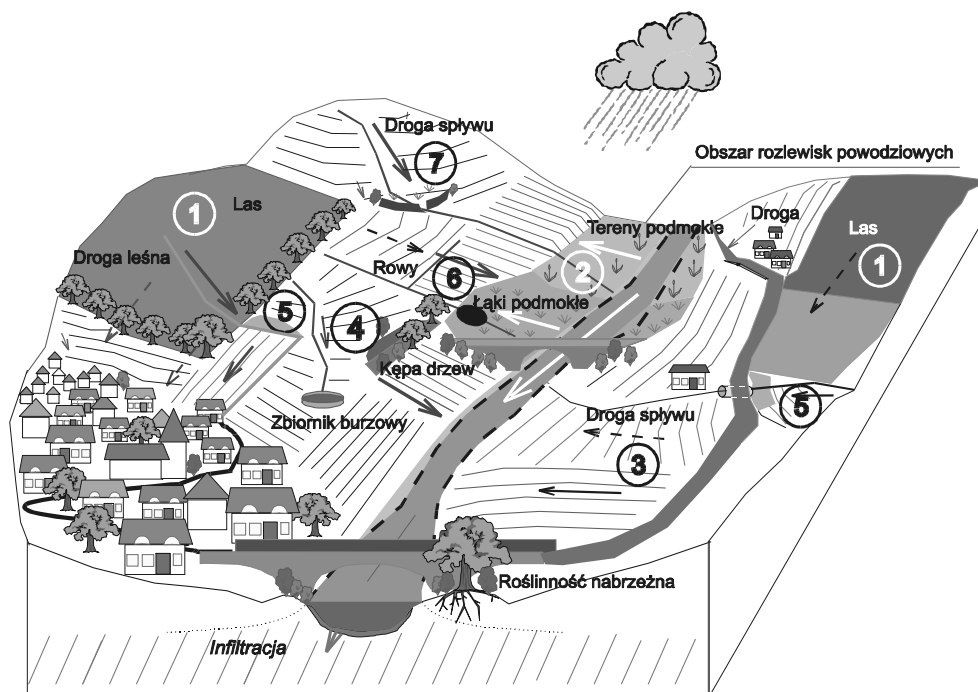 Droga spływu
7
Obszar rozlewisk powodziowych
1
Las
Tereny podmokłe
Droga
Las
1
Droga leśna
Rowy
6
2
5
4
Łąki podmokłe
Kępa drzew
Zbiornik burzowy
Droga spływu
5
3
Roślinność nabrzeżna
Infiltracja